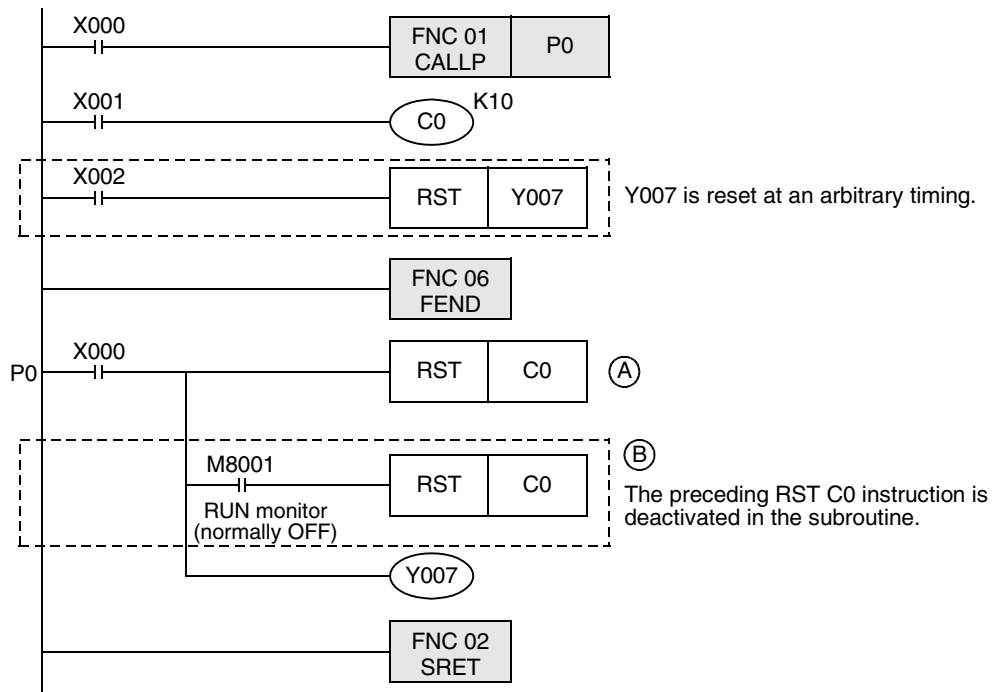 X000
FNC 01
CALLP
P0
X001
C0
K10
X002
RST
Y007
Y007 is reset at an arbitrary timing.
FNC 06
FEND
P0
X000
RST
C0
A
M8001
RUN monitor
(normally OFF)
RST
C0
B
The preceding RST C0 instruction is
deactivated in the subroutine.
Y007
FNC 02
SRET